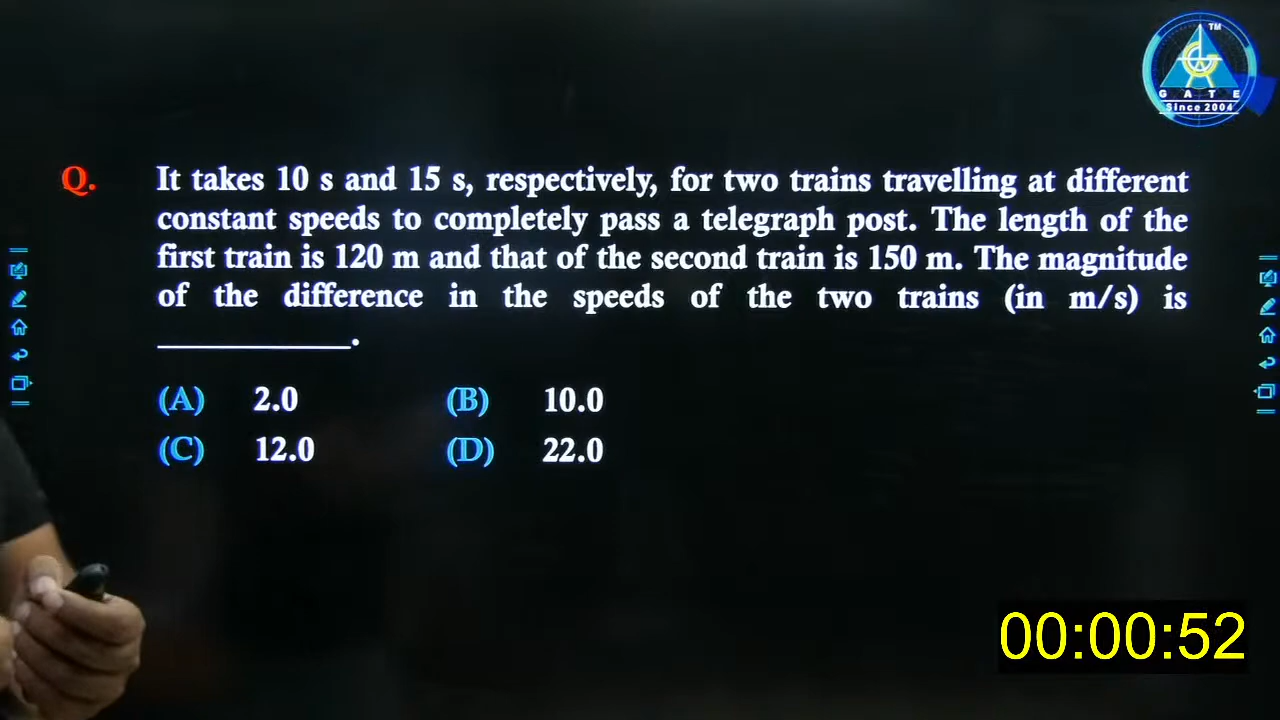 TM
G A T E
Since 2004
Q. It takes 10 s and 15 s, respectively, for two trains travelling at different
constant speeds to completely pass a telegraph post. The length of the
first train is 120 m and that of the second train is 150 m. The magnitude
of the difference in the speeds of the two trains (in m/s) is
__________.
(A) 2.0 (B) 10.0
(C) 12.0 (D) 22.0
00:00:52